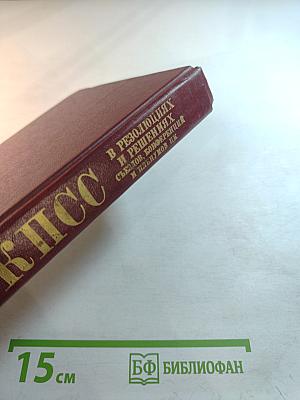 КПСС
В РЕЗОЛЮЦИЯХ
И РЕШЕНИЯХ
СЪЕЗДОВ, КОНФЕРЕНЦИЙ
И ПЛЕНУМОВ ЦК
15 см
БФ БИБЛИОФАН